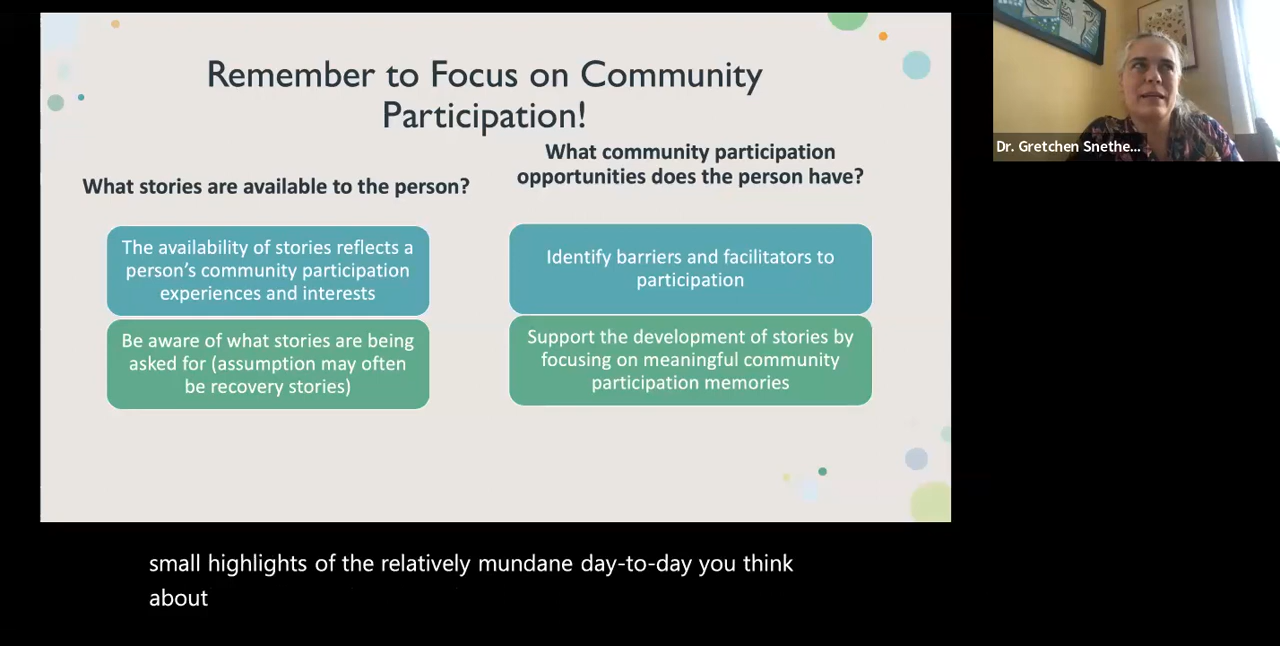 Remember to Focus on Community
Participation!
What stories are available to the person?
The availability of stories reflects a
person's community participation
experiences and interests
Be aware of what stories are being
asked for (assumption may often
be recovery stories)
What community participation
opportunities does the person have?
Identify barriers and facilitators to
participation
Support the development of stories by
focusing on meaningful community
participation memories
Dr. Gretchen Snethe...
small highlights of the relatively mundane day-to-day you think
about